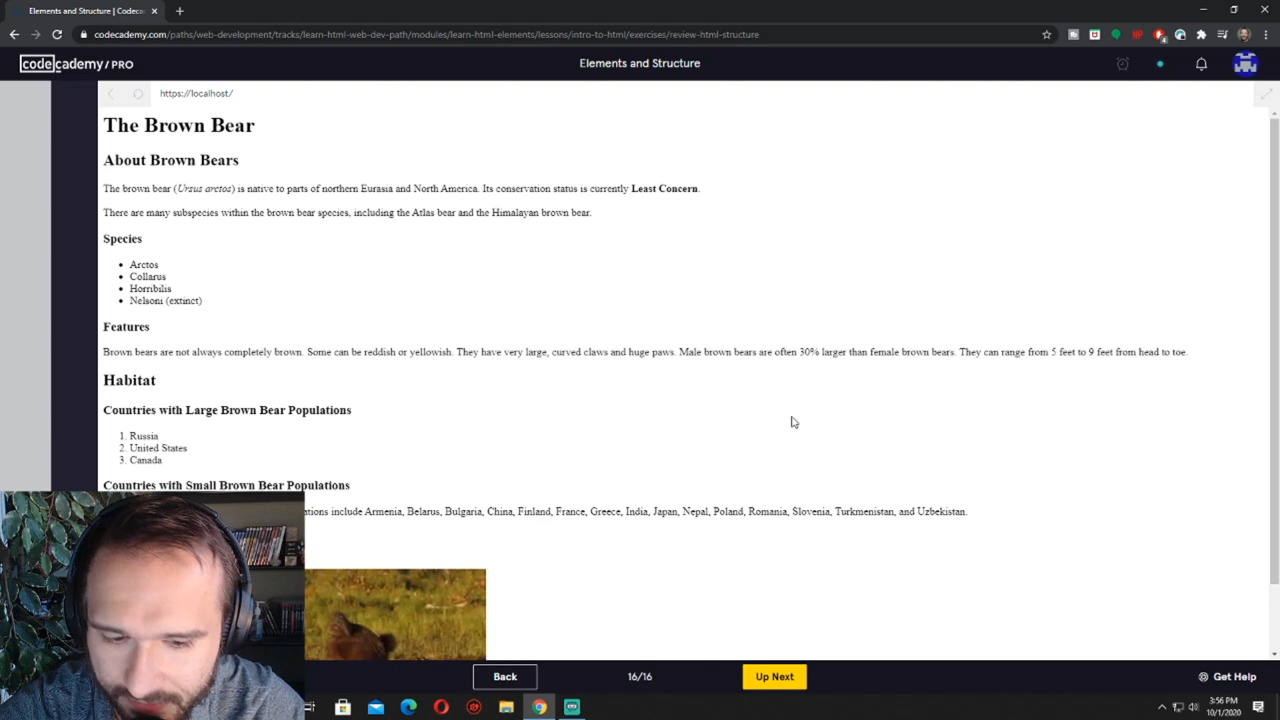 Elements and Structure | Codecac
codecademy.com/paths/web-development/tracks/learn-html-web-dev-path/modules/learn-html-elements/lessons/intro-to-html/exercises/review-html-structure
codecademy/PRO
Elements and Structure
https://localhost/
The Brown Bear
About Brown Bears
The brown bear (Ursus arctos) is native to parts of northern Eurasia and North America. Its conservation status is currently Least Concern.
There are many subspecies within the brown bear species, including the Atlas bear and the Himalayan brown bear.
Species
Arctos
Collarus
Horribilis
Nelsoni (extinct)
Features
Brown bears are not always completely brown. Some can be reddish or yellowish. They have very large, curved claws and huge paws. Male brown bears are often 30% larger than female brown bears. They can range from 5 feet to 9 feet from head to toe.
Habitat
Countries with Large Brown Bear Populations
1. Russia
2. United States
3. Canada
Countries with Small Brown Bear Populations
ations include Armenia, Belarus, Bulgaria, China, Finland, France, Greece, India, Japan, Nepal, Poland, Romania, Slovenia, Turkmenistan, and Uzbekistan.
Back
16/16
Up Next
Get Help
3:56 PM
10/1/2020